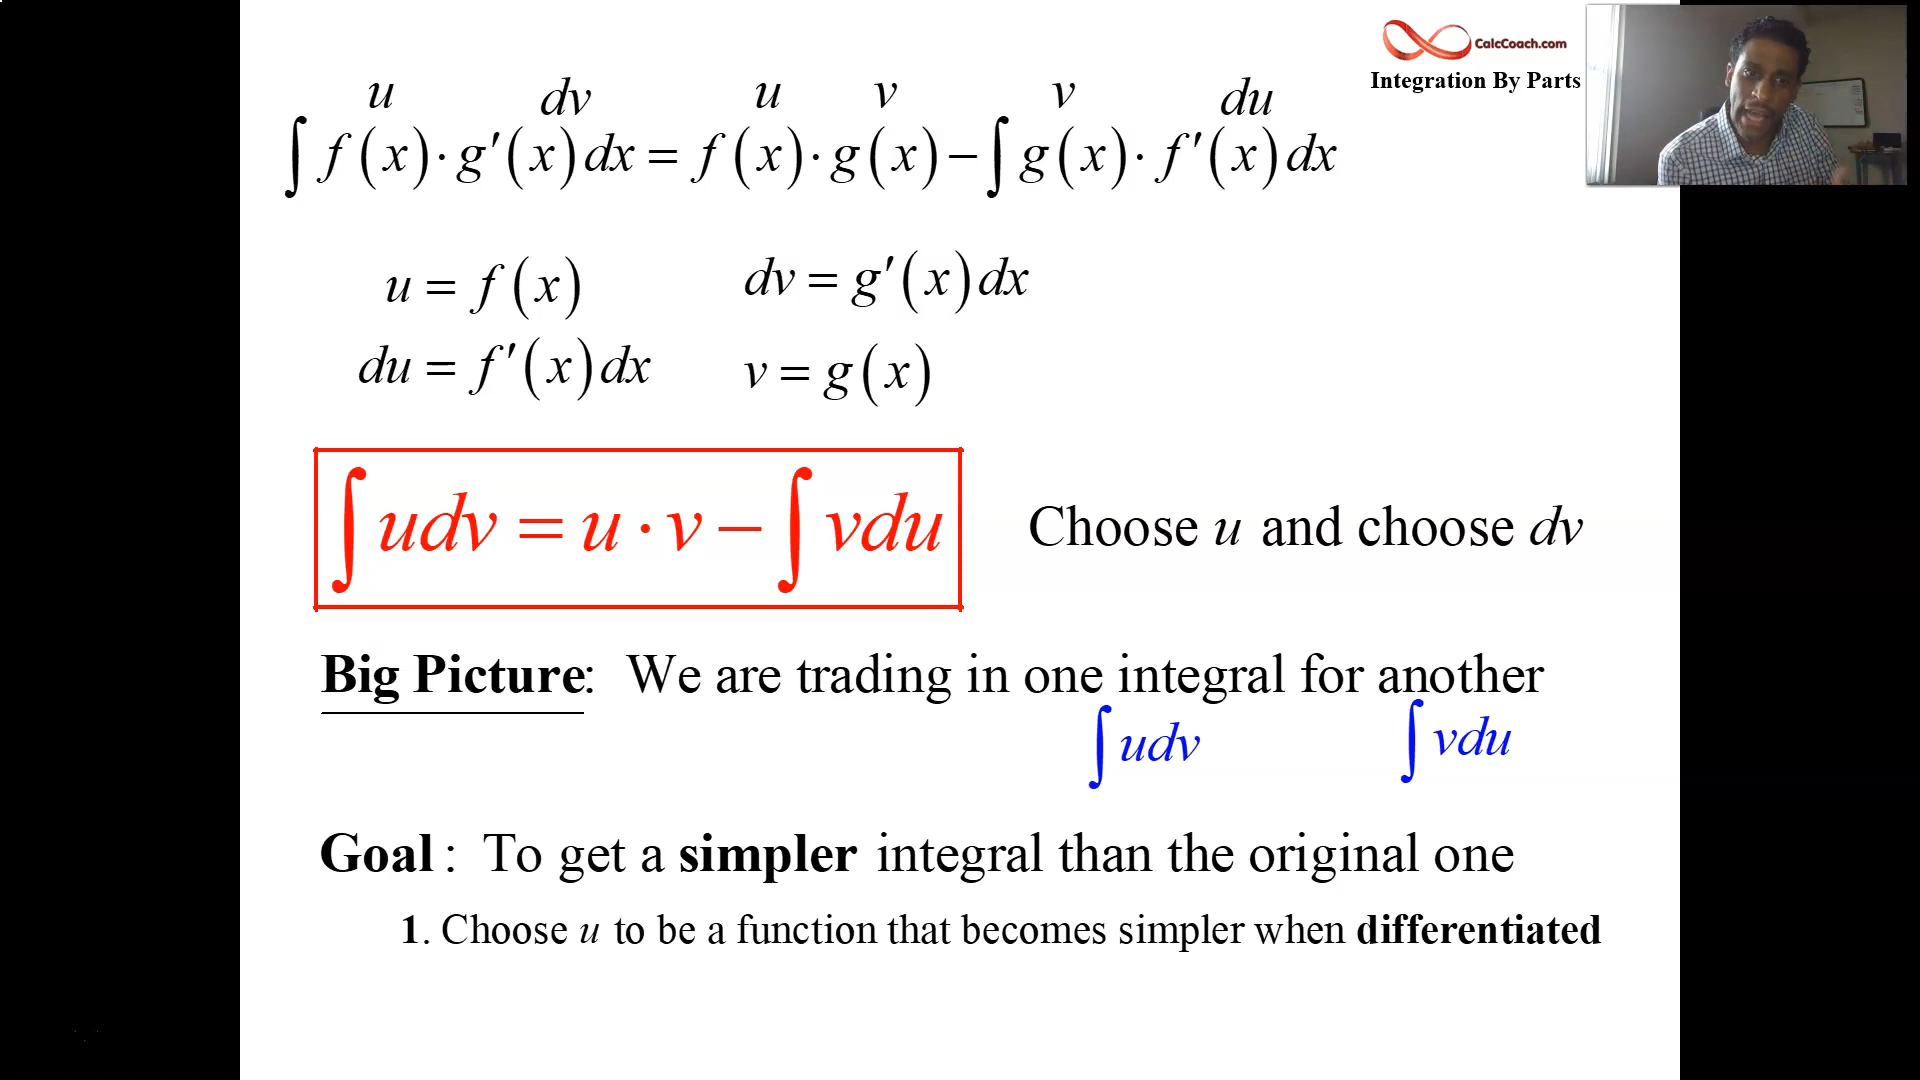 CalcCoach.com
Integration By Parts
u dv u v v du
∫ f(x)·g′(x)dx = f(x)·g(x) − ∫ g(x)·f′(x)dx
u = f(x) dv = g′(x)dx
du = f′(x)dx v = g(x)
∫ udv = u·v − ∫ vdu Choose u and choose dv
Big Picture: We are trading in one integral for another
∫ udv ∫ vdu
Goal: To get a simpler integral than the original one
1. Choose u to be a function that becomes simpler when differentiated